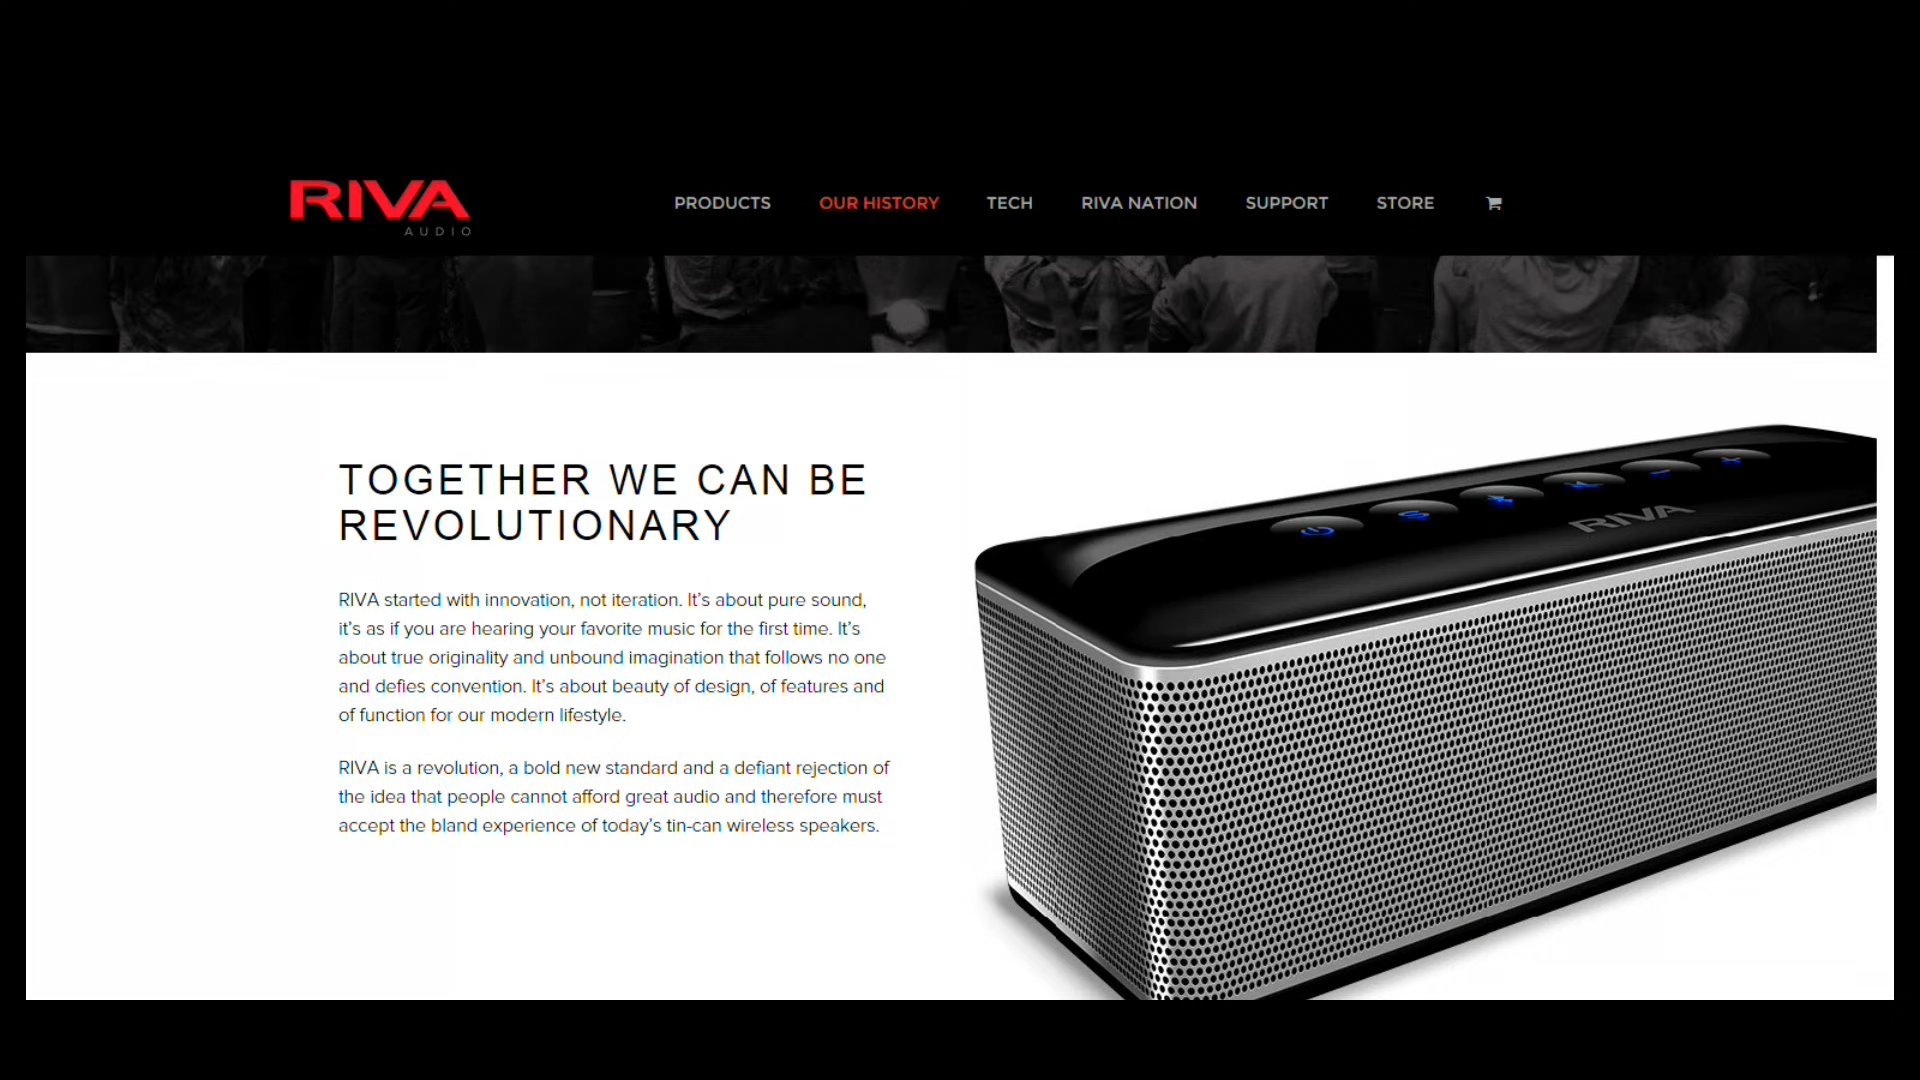 RIVA
AUDIO
PRODUCTS OUR HISTORY TECH RIVA NATION SUPPORT STORE
TOGETHER WE CAN BE
REVOLUTIONARY
RIVA started with innovation, not iteration. It’s about pure sound,
it’s as if you are hearing your favorite music for the first time. It’s
about true originality and unbound imagination that follows no one
and defies convention. It’s about beauty of design, of features and
of function for our modern lifestyle.
RIVA is a revolution, a bold new standard and a defiant rejection of
the idea that people cannot afford great audio and therefore must
accept the bland experience of today’s tin-can wireless speakers.
S
RIVA